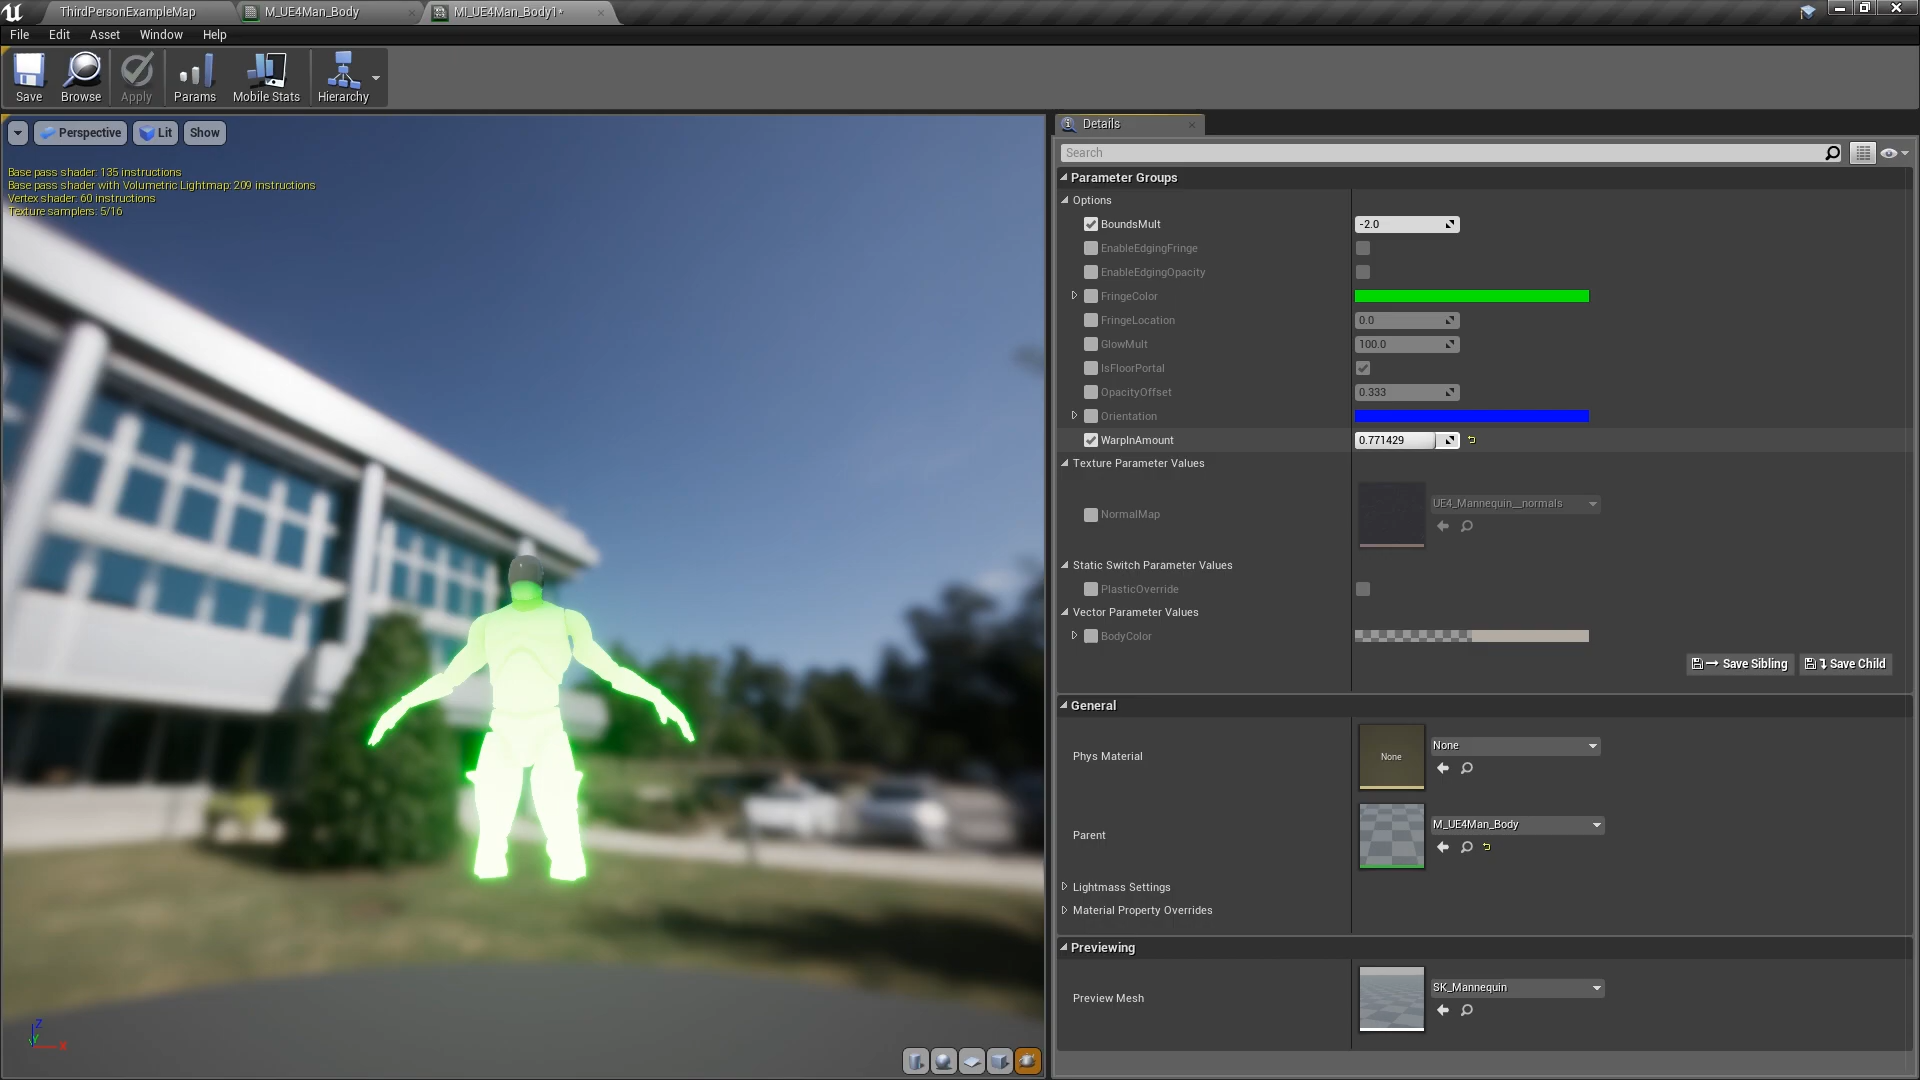 ThirdPersonExampleMap
M_UE4Man_Body
MI_UE4Man_Body1*
File Edit Asset Window Help
Save Browse Apply Params Mobile Stats Hierarchy
Perspective Lit Show
Base pass shader: 135 instructions
Base pass shader with Volumetric Lightmap: 209 instructions
Vertex shader: 60 instructions
Texture samplers: 5/16
Z
Y
X
Details
Search
Parameter Groups
Options
BoundsMult -2.0
EnableEdgingFringe
EnableEdgingOpacity
FringeColor
FringeLocation 0.0
GlowMult 100.0
IsFloorPortal
OpacityOffset 0.333
Orientation
WarpInAmount 0.771429
Texture Parameter Values
NormalMap UE4_Mannequin__normals
Static Switch Parameter Values
PlasticOverride
Vector Parameter Values
BodyColor
Save Sibling Save Child
General
Phys Material None None
Parent M_UE4Man_Body
Lightmass Settings
Material Property Overrides
Previewing
Preview Mesh SK_Mannequin